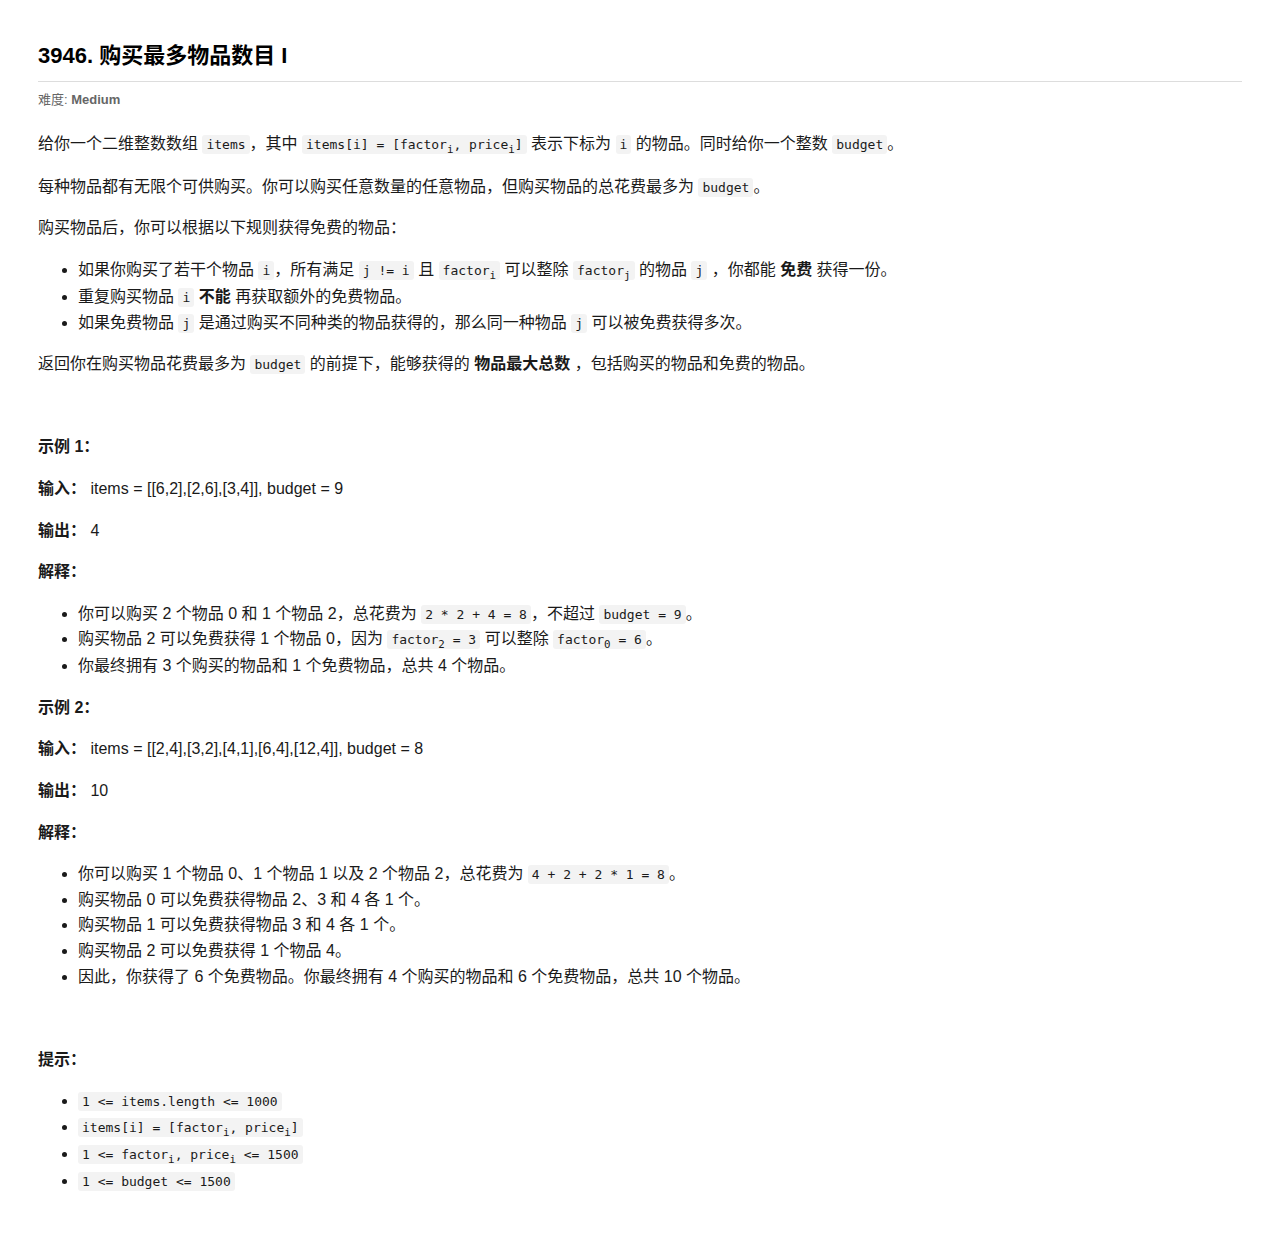 3946. 购买最多物品数目 I
难度: Medium
给你一个二维整数数组 items，其中 items[i] = [factori, pricei] 表示下标为 i 的物品。同时给你一个整数 budget。
每种物品都有无限个可供购买。你可以购买任意数量的任意物品，但购买物品的总花费最多为 budget。
购买物品后，你可以根据以下规则获得免费的物品：
如果你购买了若干个物品 i，所有满足 j != i 且 factori 可以整除 factorj 的物品 j ，你都能 免费 获得一份。
重复购买物品 i 不能 再获取额外的免费物品。
如果免费物品 j 是通过购买不同种类的物品获得的，那么同一种物品 j 可以被免费获得多次。
返回你在购买物品花费最多为 budget 的前提下，能够获得的 物品最大总数 ，包括购买的物品和免费的物品。
示例 1：
输入： items = [[6,2],[2,6],[3,4]], budget = 9
输出： 4
解释：
你可以购买 2 个物品 0 和 1 个物品 2，总花费为 2 * 2 + 4 = 8，不超过 budget = 9。
购买物品 2 可以免费获得 1 个物品 0，因为 factor2 = 3 可以整除 factor0 = 6。
你最终拥有 3 个购买的物品和 1 个免费物品，总共 4 个物品。
示例 2：
输入： items = [[2,4],[3,2],[4,1],[6,4],[12,4]], budget = 8
输出： 10
解释：
你可以购买 1 个物品 0、1 个物品 1 以及 2 个物品 2，总花费为 4 + 2 + 2 * 1 = 8。
购买物品 0 可以免费获得物品 2、3 和 4 各 1 个。
购买物品 1 可以免费获得物品 3 和 4 各 1 个。
购买物品 2 可以免费获得 1 个物品 4。
因此，你获得了 6 个免费物品。你最终拥有 4 个购买的物品和 6 个免费物品，总共 10 个物品。
提示：
1 <= items.length <= 1000
items[i] = [factori, pricei]
1 <= factori, pricei <= 1500
1 <= budget <= 1500